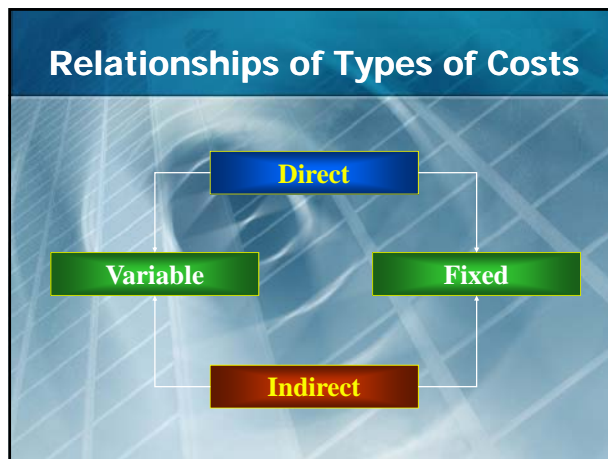 Relationships of Types of Costs
Direct
Variable Fixed
Indirect